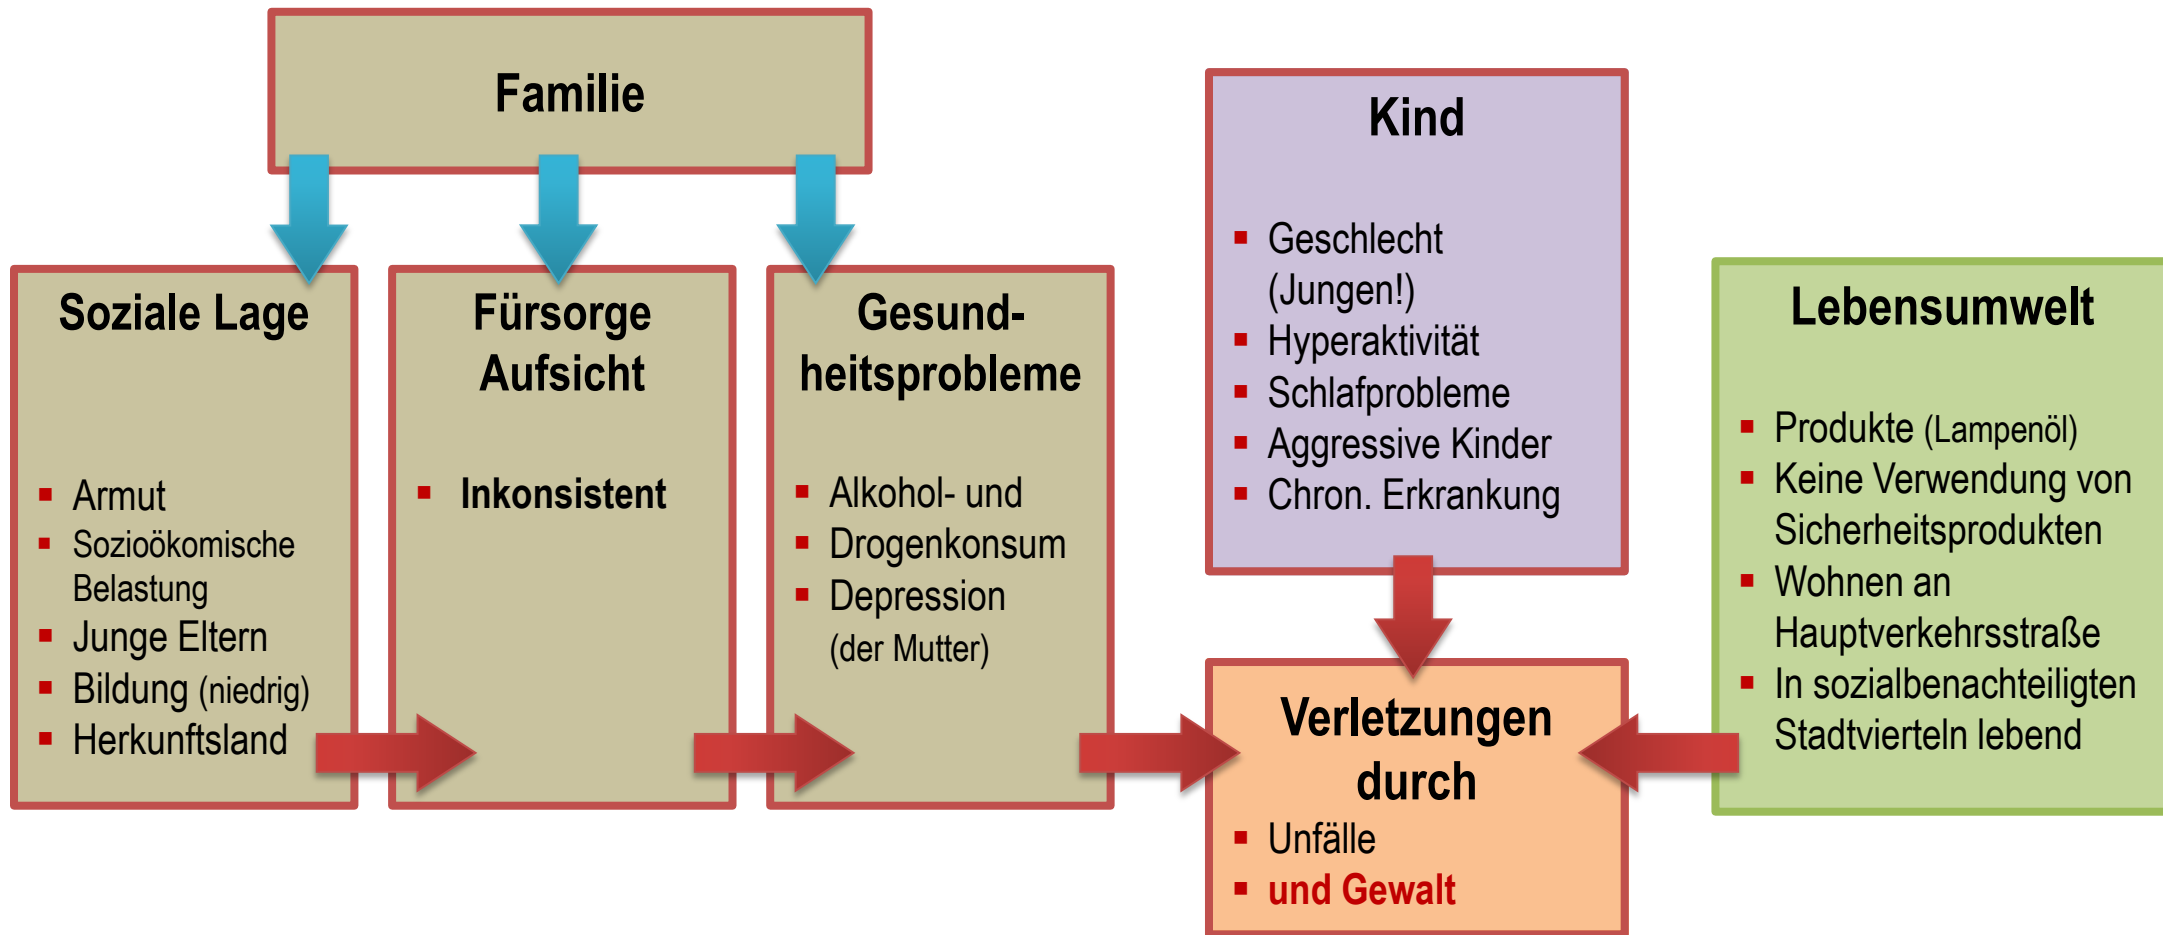 Familie
Soziale Lage
Armut
Sozioökomische
Belastung
Junge Eltern
Bildung (niedrig)
Herkunftsland
Fürsorge
Aufsicht
Inkonsistent
Gesund-
heitsprobleme
Alkohol- und
Drogenkonsum
Depression
(der Mutter)
Kind
Geschlecht
(Jungen!)
Hyperaktivität
Schlafprobleme
Aggressive Kinder
Chron. Erkrankung
Verletzungen
durch
Unfälle
und Gewalt
Lebensumwelt
Produkte (Lampenöl)
Keine Verwendung von
Sicherheitsprodukten
Wohnen an
Hauptverkehrsstraße
In sozialbenachteiligten
Stadtvierteln lebend